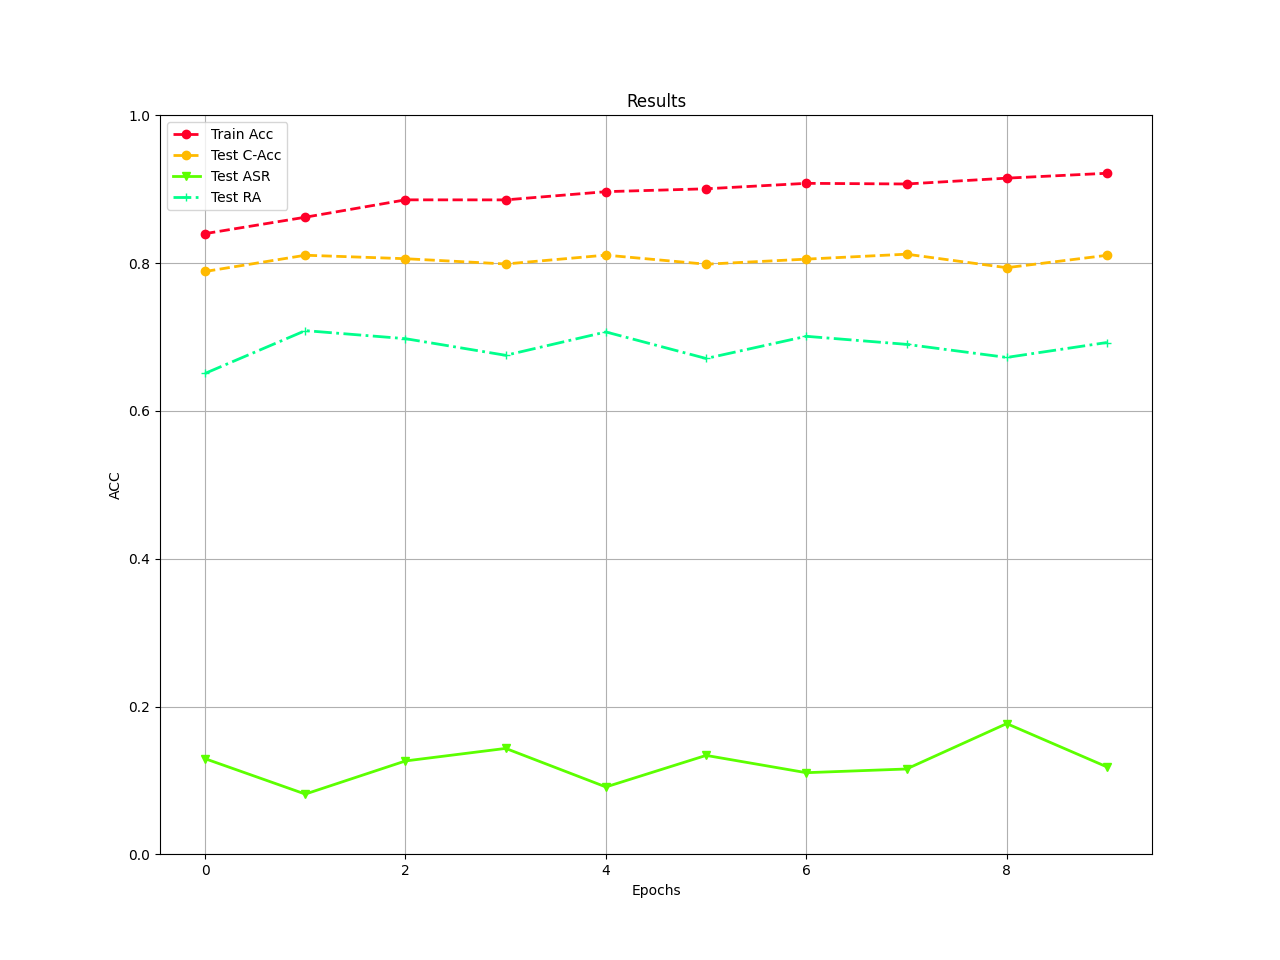 Results
1.0
Train Acc
Test C-Acc
Test ASR
Test RA
0.8
0.6
ACC
0.4
0.2
0.0
0 2 4 6 8
Epochs